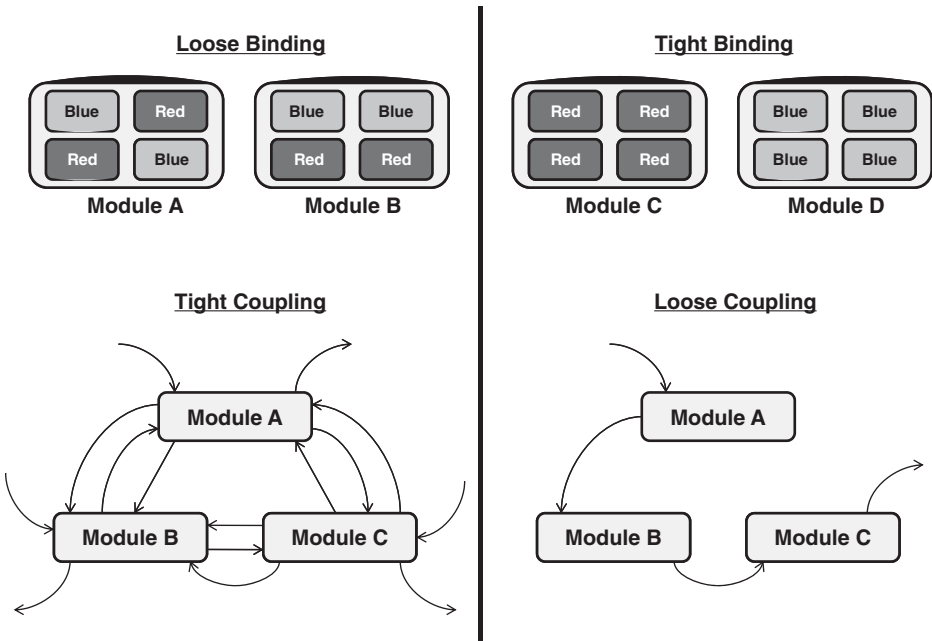 Loose Binding
Blue Red
Red Blue
Module A
Blue Blue
Red Red
Module B
Tight Binding
Red Red
Red Red
Module C
Blue Blue
Blue Blue
Module D
Tight Coupling
Module A
Module B
Module C
Loose Coupling
Module A
Module B
Module C